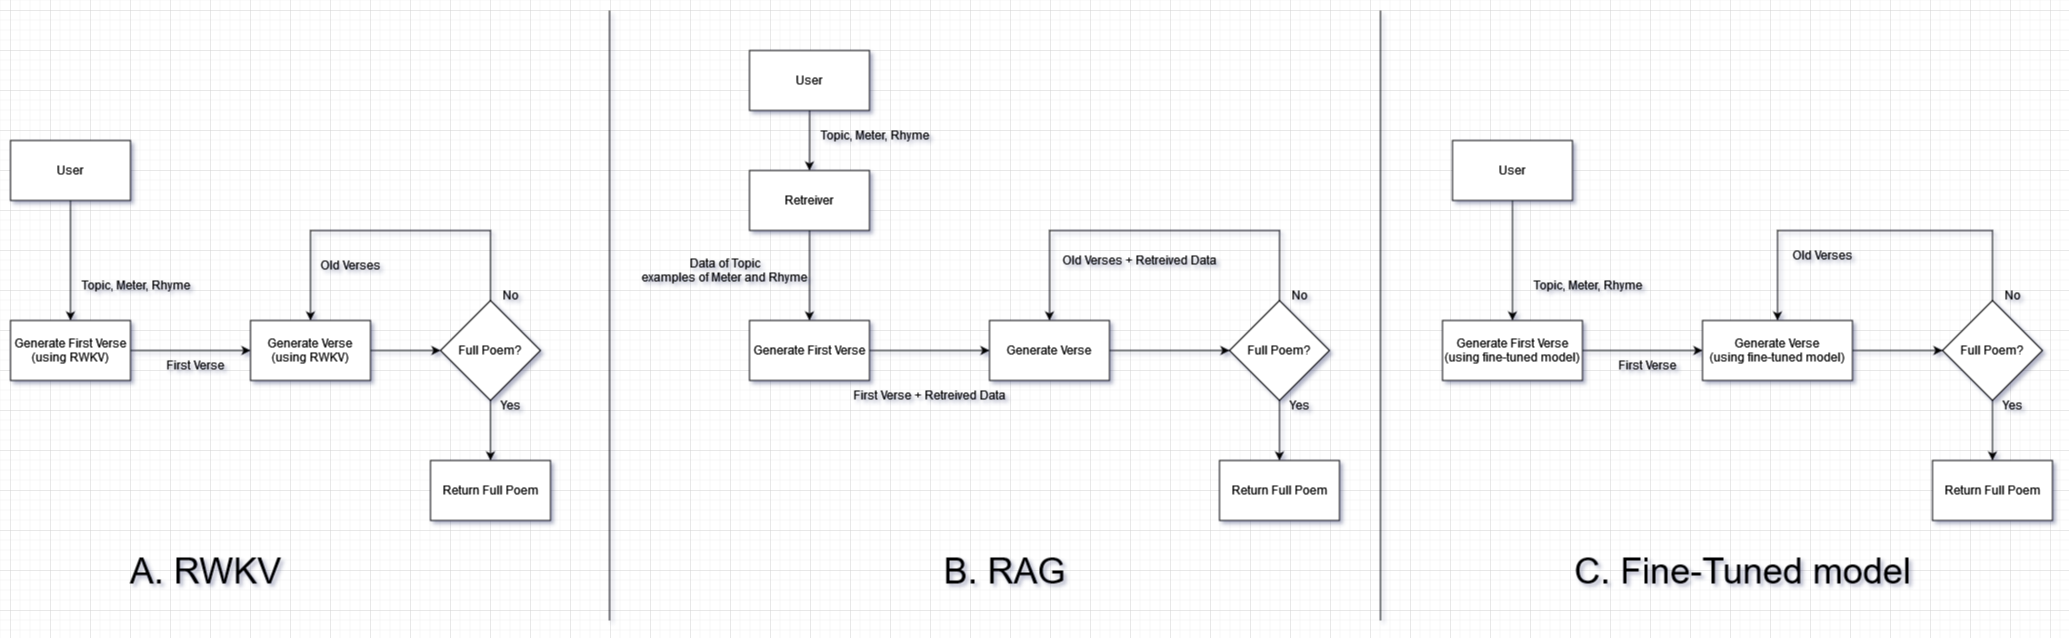 User
Topic, Meter, Rhyme
Generate First Verse
(using RWKV)
First Verse
Old Verses
Generate Verse
(using RWKV)
Full Poem?
No
Yes
Return Full Poem
A. RWKV
User
Topic, Meter, Rhyme
Retreiver
Data of Topic
examples of Meter and Rhyme
Generate First Verse
First Verse + Retreived Data
Old Verses + Retreived Data
Generate Verse
Full Poem?
No
Yes
Return Full Poem
B. RAG
User
Topic, Meter, Rhyme
Generate First Verse
(using fine-tuned model)
First Verse
Old Verses
Generate Verse
(using fine-tuned model)
Full Poem?
No
Yes
Return Full Poem
C. Fine-Tuned model